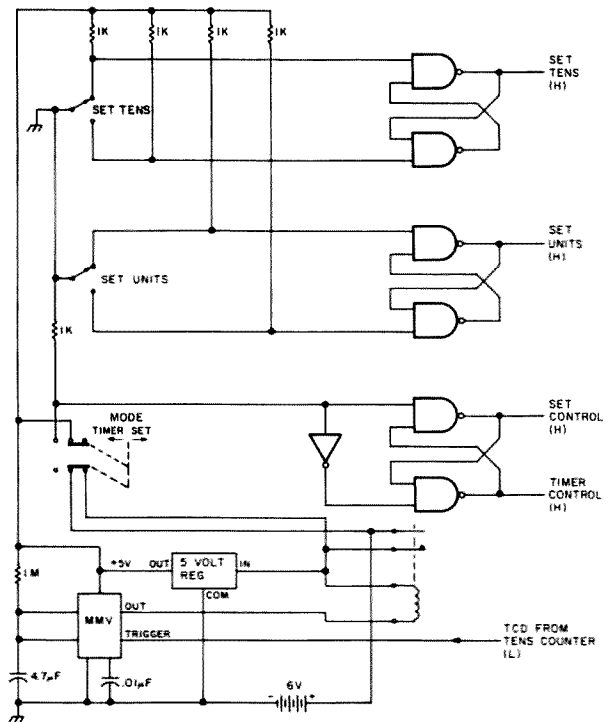 1K 1K 1K 1K
SET
TENS
(H)
SET TENS
SET
UNITS
(H)
SET UNITS
1K
SET
CONTROL
(H)
MODE
TIMER SET
TIMER
CONTROL
(H)
+5V OUT 5 VOLT
REG IN
1M
COM
OUT
MMV
TRIGGER
TCD FROM
TENS COUNTER
(L)
4.7µF .01µF
- 6V +